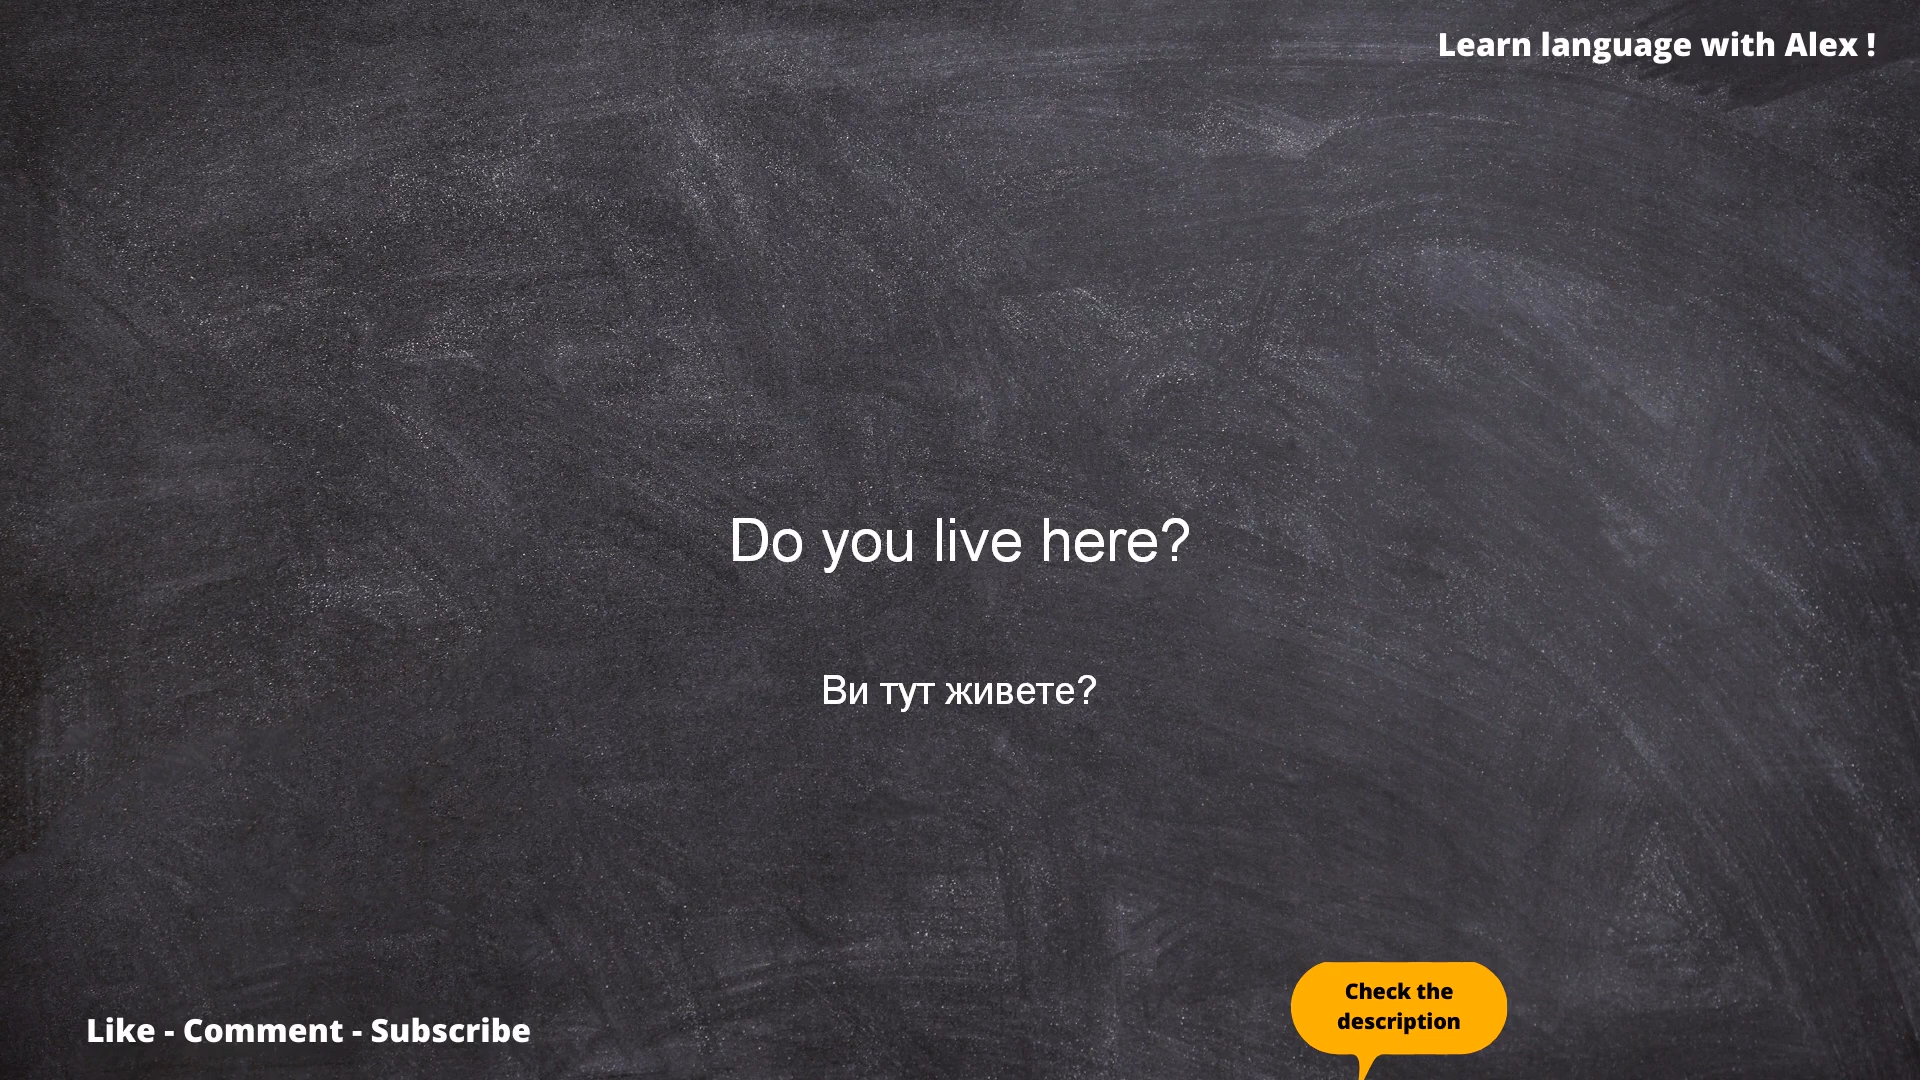 Learn language with Alex !
Do you live here?
Ви тут живете?
Check the
description
Like - Comment - Subscribe